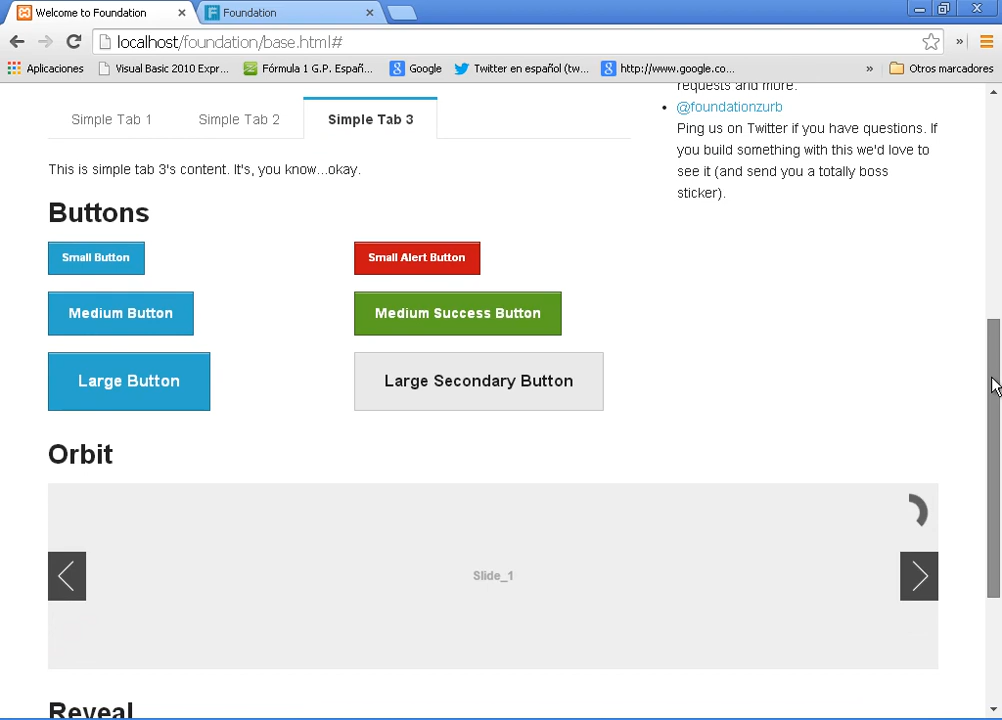 Welcome to Foundation
Foundation
localhost/foundation/base.html#
Aplicaciones
Visual Basic 2010 Expr...
Fórmula 1 G.P. Españ...
Google
Twitter en español (tw...
http://www.google.co...
»
Otros marcadores
requests and more.
@foundationzurb
Ping us on Twitter if you have questions. If
you build something with this we'd love to
see it (and send you a totally boss
sticker).
Simple Tab 1
Simple Tab 2
Simple Tab 3
This is simple tab 3's content. It's, you know...okay.
Buttons
Small Button
Small Alert Button
Medium Button
Medium Success Button
Large Button
Large Secondary Button
Orbit
Slide_1
Reveal